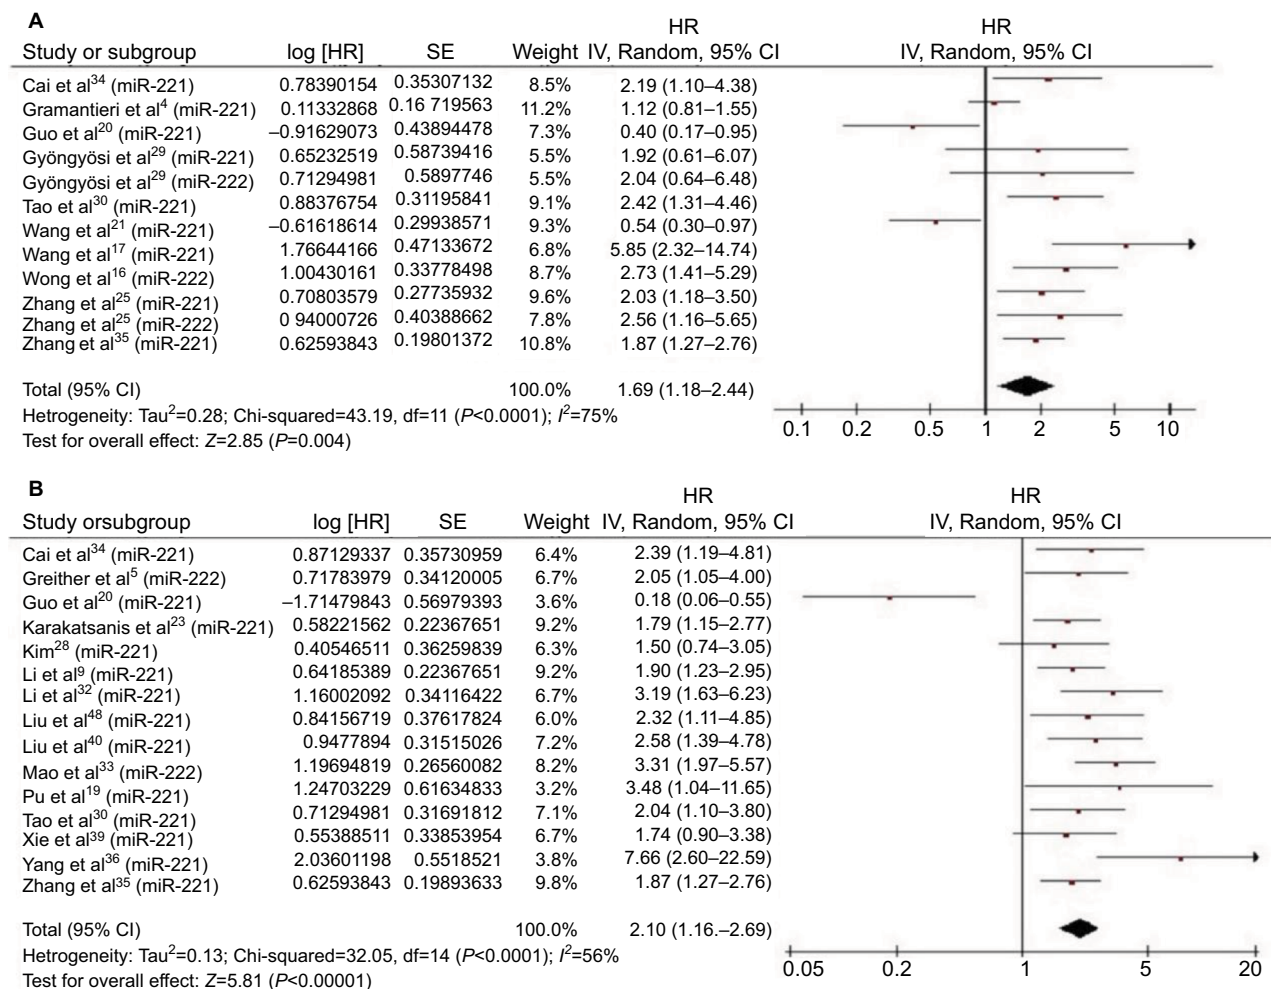 A
HR HR
Study or subgroup log [HR] SE Weight IV, Random, 95% CI IV, Random, 95% CI
Cai et al34 (miR-221) 0.78390154 0.35307132 8.5% 2.19 (1.10–4.38)
Gramantieri et al4 (miR-221) 0.11332868 0.16 719563 11.2% 1.12 (0.81–1.55)
Guo et al20 (miR-221) –0.91629073 0.43894478 7.3% 0.40 (0.17–0.95)
Gyöngyösi et al29 (miR-221) 0.65232519 0.58739416 5.5% 1.92 (0.61–6.07)
Gyöngyösi et al29 (miR-222) 0.71294981 0.5897746 5.5% 2.04 (0.64–6.48)
Tao et al30 (miR-221) 0.88376754 0.31195841 9.1% 2.42 (1.31–4.46)
Wang et al21 (miR-221) –0.61618614 0.29938571 9.3% 0.54 (0.30–0.97)
Wang et al17 (miR-221) 1.76644166 0.47133672 6.8% 5.85 (2.32–14.74)
Wong et al16 (miR-222) 1.00430161 0.33778498 8.7% 2.73 (1.41–5.29)
Zhang et al25 (miR-221) 0.70803579 0.27735932 9.6% 2.03 (1.18–3.50)
Zhang et al25 (miR-222) 0 94000726 0.40388662 7.8% 2.56 (1.16–5.65)
Zhang et al35 (miR-221) 0.62593843 0.19801372 10.8% 1.87 (1.27–2.76)
Total (95% CI) 100.0% 1.69 (1.18–2.44)
Hetrogeneity: Tau2=0.28; Chi-squared=43.19, df=11 (P<0.0001); I2=75%
0.1 0.2 0.5 1 2 5 10
Test for overall effect: Z=2.85 (P=0.004)
B
HR HR
Study orsubgroup log [HR] SE Weight IV, Random, 95% CI IV, Random, 95% CI
Cai et al34 (miR-221) 0.87129337 0.35730959 6.4% 2.39 (1.19–4.81)
Greither et al5 (miR-222) 0.71783979 0.34120005 6.7% 2.05 (1.05–4.00)
Guo et al20 (miR-221) –1.71479843 0.56979393 3.6% 0.18 (0.06–0.55)
Karakatsanis et al23 (miR-221) 0.58221562 0.22367651 9.2% 1.79 (1.15–2.77)
Kim28 (miR-221) 0.40546511 0.36259839 6.3% 1.50 (0.74–3.05)
Li et al9 (miR-221) 0.64185389 0.22367651 9.2% 1.90 (1.23–2.95)
Li et al32 (miR-221) 1.16002092 0.34116422 6.7% 3.19 (1.63–6.23)
Liu et al48 (miR-221) 0.84156719 0.37617824 6.0% 2.32 (1.11–4.85)
Liu et al40 (miR-221) 0.9477894 0.31515026 7.2% 2.58 (1.39–4.78)
Mao et al33 (miR-222) 1.19694819 0.26560082 8.2% 3.31 (1.97–5.57)
Pu et al19 (miR-221) 1.24703229 0.61634833 3.2% 3.48 (1.04–11.65)
Tao et al30 (miR-221) 0.71294981 0.31691812 7.1% 2.04 (1.10–3.80)
Xie et al39 (miR-221) 0.55388511 0.33853954 6.7% 1.74 (0.90–3.38)
Yang et al36 (miR-221) 2.03601198 0.5518521 3.8% 7.66 (2.60–22.59)
Zhang et al35 (miR-221) 0.62593843 0.19893633 9.8% 1.87 (1.27–2.76)
Total (95% CI) 100.0% 2.10 (1.16.–2.69)
Hetrogeneity: Tau2=0.13; Chi-squared=32.05, df=14 (P<0.0001); I2=56%
0.05 0.2 1 5 20
Test for overall effect: Z=5.81 (P<0.00001)